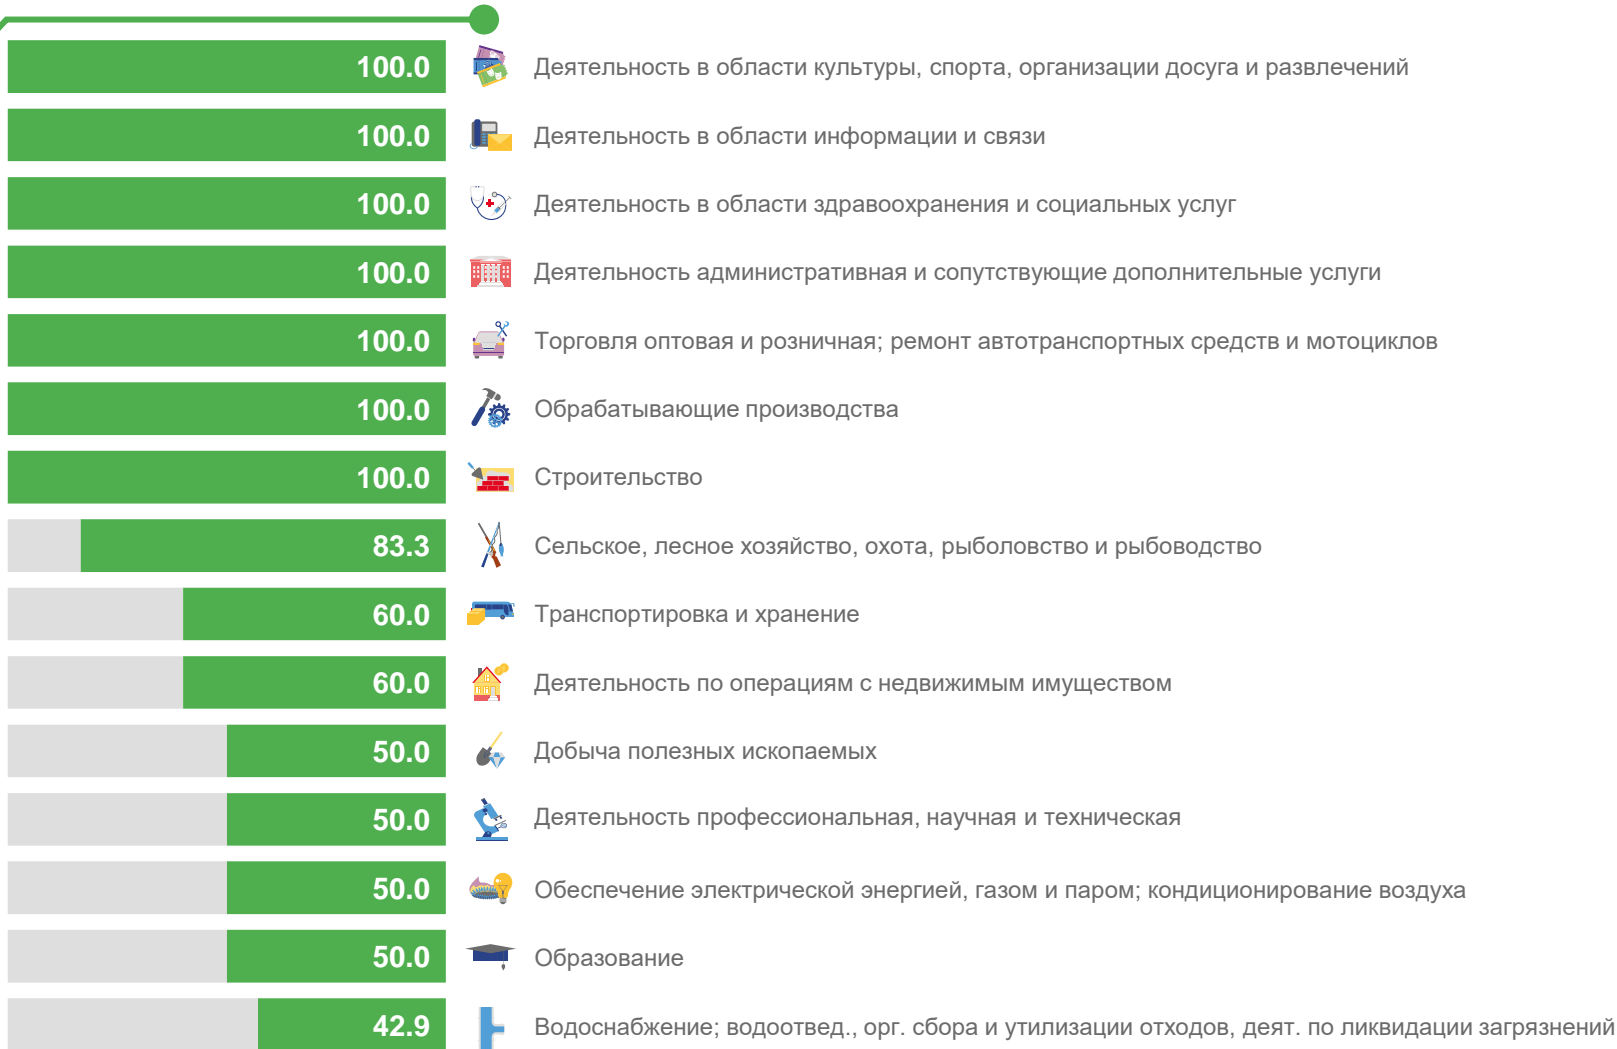 100.0 Деятельность в области культуры, спорта, организации досуга и развлечений
100.0 Деятельность в области информации и связи
100.0 Деятельность в области здравоохранения и социальных услуг
100.0 Деятельность административная и сопутствующие дополнительные услуги
100.0 Торговля оптовая и розничная; ремонт автотранспортных средств и мотоциклов
100.0 Обрабатывающие производства
100.0 Строительство
83.3 Сельское, лесное хозяйство, охота, рыболовство и рыбоводство
60.0 Транспортировка и хранение
60.0 Деятельность по операциям с недвижимым имуществом
50.0 Добыча полезных ископаемых
50.0 Деятельность профессиональная, научная и техническая
50.0 Обеспечение электрической энергией, газом и паром; кондиционирование воздуха
50.0 Образование
42.9 Водоснабжение; водоотвед., орг. сбора и утилизации отходов, деят. по ликвидации загрязнений